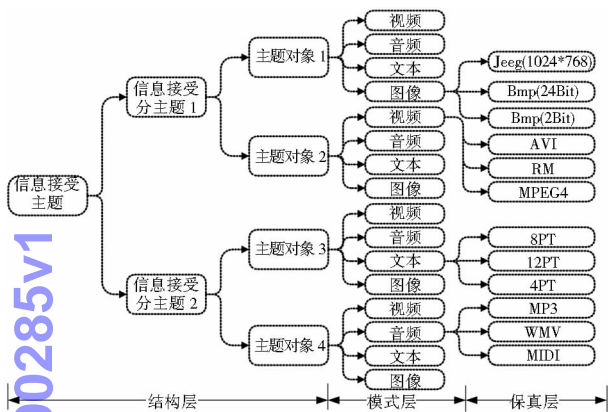 信息接受
主题
信息接受
分主题 1
信息接受
分主题 2
主题对象 1
主题对象 2
主题对象 3
主题对象 4
视频
音频
文本
图像
视频
音频
文本
图像
视频
音频
文本
图像
视频
音频
文本
图像
Jeeg(1024*768)
Bmp(24Bit)
Bmp(2Bit)
AVI
RM
MPEG4
8PT
12PT
4PT
MP3
WMV
MIDI
结构层
模式层
保真层
00285v1